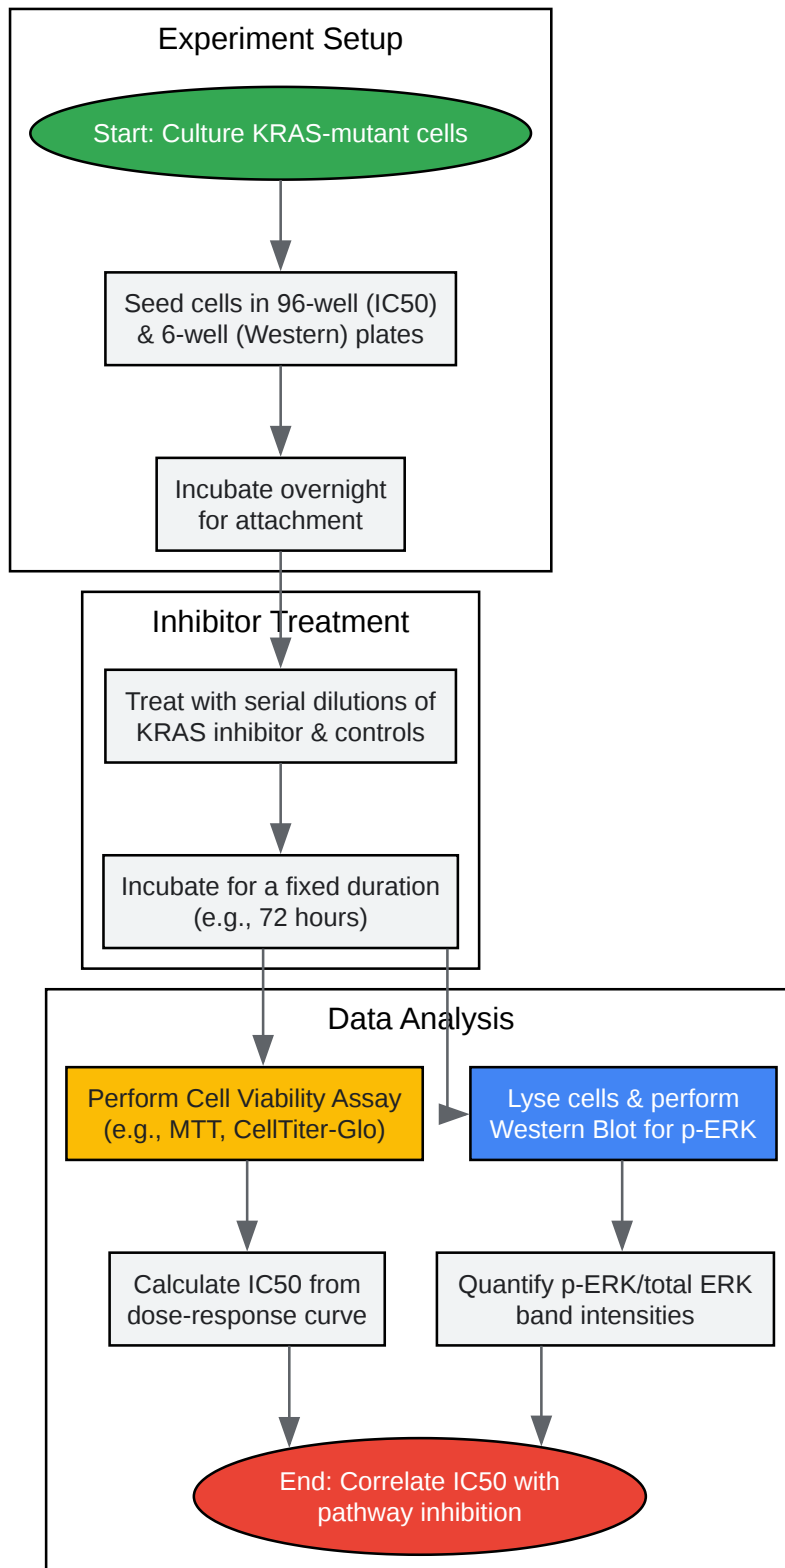 Experiment Setup
Start: Culture KRAS-mutant cells
Seed cells in 96-well (IC50)
& 6-well (Western) plates
Incubate overnight
for attachment
Inhibitor Treatment
Treat with serial dilutions of
KRAS inhibitor & controls
Incubate for a fixed duration
(e.g., 72 hours)
Data Analysis
Perform Cell Viability Assay
(e.g., MTT, CellTiter-Glo)
Lyse cells & perform
Western Blot for p-ERK
Calculate IC50 from
dose-response curve
Quantify p-ERK/total ERK
band intensities
End: Correlate IC50 with
pathway inhibition